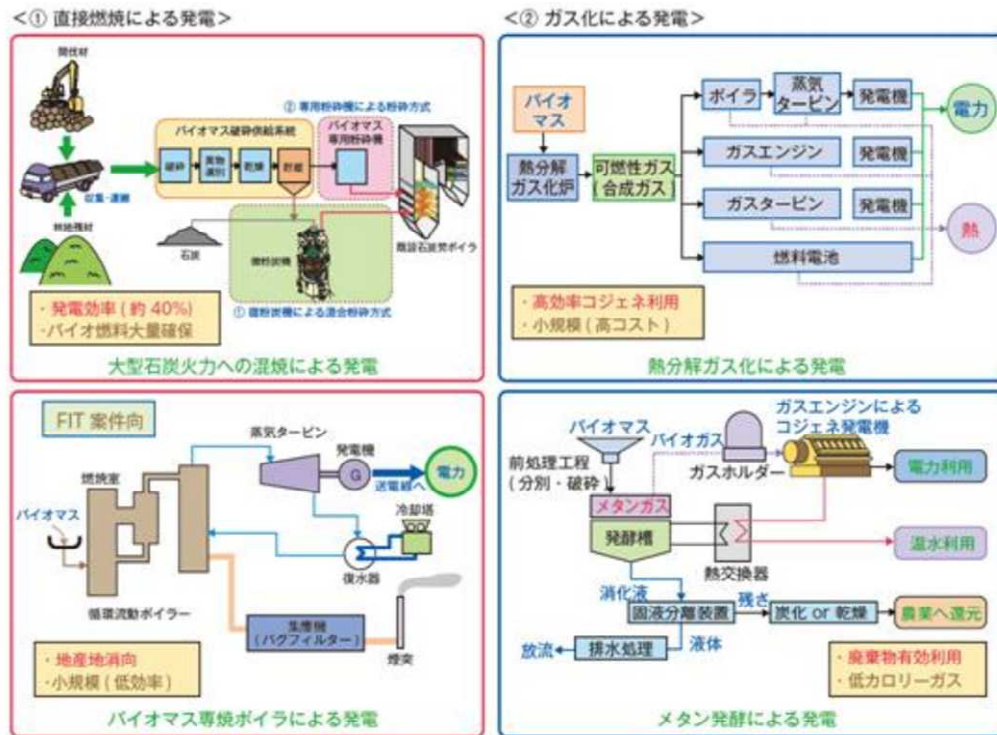 <① 直接燃焼による発電>
間伐材
収集・運搬
林地残材
② 専用粉砕機による粉砕方式
バイオマス破砕供給系統
破砕
異物
選別
乾燥
貯蔵
バイオマス
専用粉砕機
石炭
微粉炭機
既設石炭焚ボイラ
① 微粉炭機による混合粉砕方式
・発電効率 ( 約 40%)
・バイオ燃料大量確保
大型石炭火力への混焼による発電
<② ガス化による発電>
バイオ
マス
熱分解
ガス化炉
可燃性ガス
( 合成ガス )
ボイラ
蒸気
タービン
発電機
電力
ガスエンジン
発電機
ガスタービン
発電機
熱
燃料電池
・高効率コジェネ利用
・小規模 ( 高コスト )
熱分解ガス化による発電
FIT 案件向
蒸気タービン
発電機
G
電力
送電線へ
燃焼室
バイオマス
冷却塔
復水器
循環流動ボイラー
集塵機
( バグフィルター )
煙突
・地産地消向
・小規模 ( 低効率 )
バイオマス専焼ボイラによる発電
バイオマス
バイオガス
ガスエンジンによる
コジェネ発電機
前処理工程
( 分別・破砕 )
ガスホルダー
電力利用
メタンガス
発酵槽
熱交換器
温水利用
消化液
残さ
固液分離装置
炭化 or 乾燥
農業へ還元
放流
排水処理
液体
・廃棄物有効利用
・低カロリーガス
メタン発酵による発電